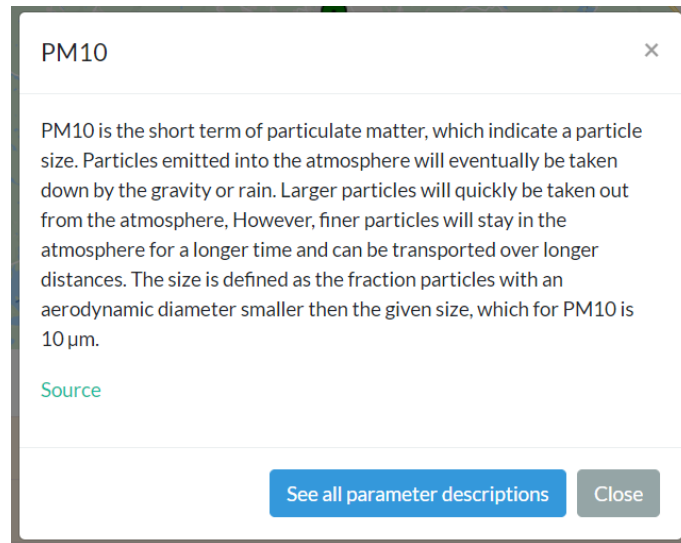 PM10
×
PM10 is the short term of particulate matter, which indicate a particle
size. Particles emitted into the atmosphere will eventually be taken
down by the gravity or rain. Larger particles will quickly be taken out
from the atmosphere, However, finer particles will stay in the
atmosphere for a longer time and can be transported over longer
distances. The size is defined as the fraction particles with an
aerodynamic diameter smaller then the given size, which for PM10 is
10 μm.
Source
See all parameter descriptions
Close